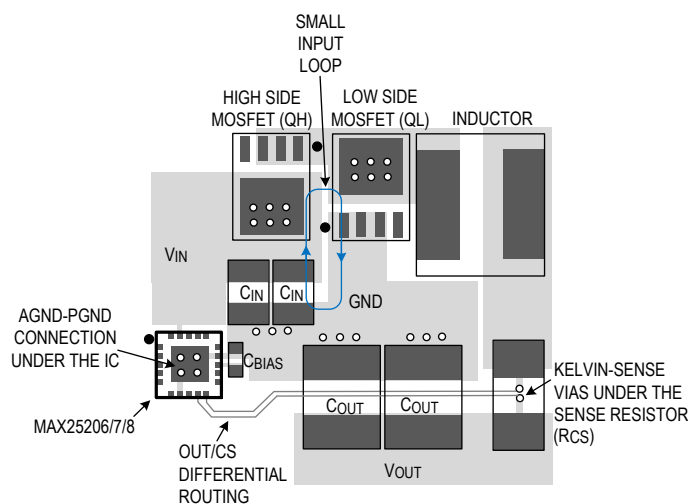 SMALL
INPUT
LOOP
HIGH SIDE
MOSFET (QH)
LOW SIDE
MOSFET (QL)
INDUCTOR
VIN
CIN
CIN
GND
AGND-PGND
CONNECTION
UNDER THE IC
CBIAS
MAX25206/7/8
COUT
COUT
KELVIN-SENSE
VIAS UNDER THE
SENSE RESISTOR
(RCS)
OUT/CS
DIFFERENTIAL
ROUTING
VOUT